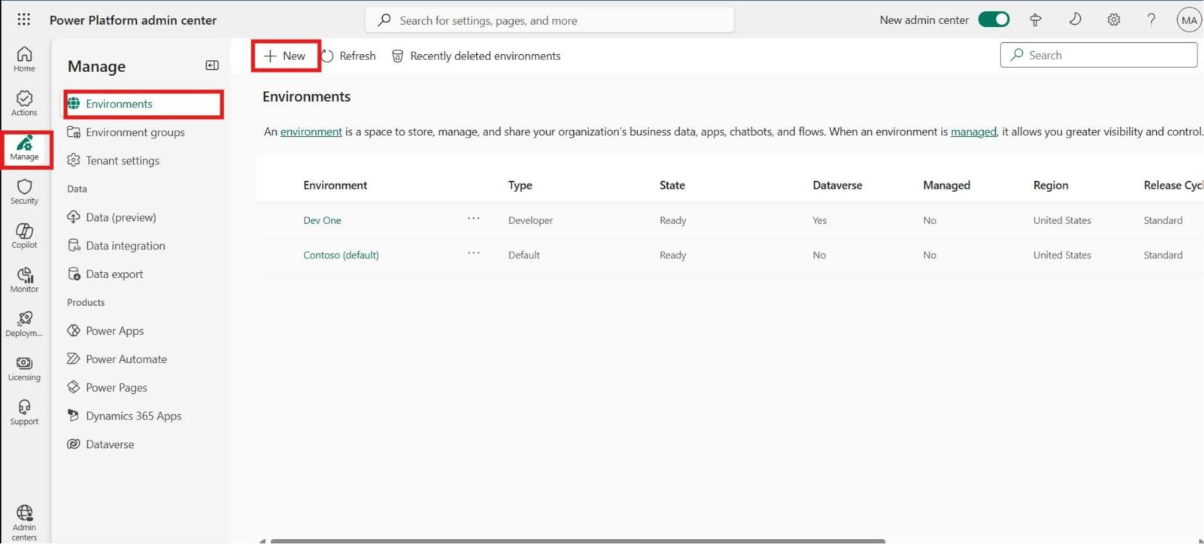 Power Platform admin center
Search for settings, pages, and more
New admin center
MA
Home
Actions
Manage
Security
Copilot
Monitor
Deploym...
Licensing
Support
Admin
centers
Manage
Environments
Environment groups
Tenant settings
Data
Data (preview)
Data integration
Data export
Products
Power Apps
Power Automate
Power Pages
Dynamics 365 Apps
Dataverse
New Refresh Recently deleted environments
Search
Environments
An environment is a space to store, manage, and share your organization's business data, apps, chatbots, and flows. When an environment is managed, it allows you greater visibility and control.
Environment Type State Dataverse Managed Region Release Cyc
Dev One ... Developer Ready Yes No United States Standard
Contoso (default) ... Default Ready No No United States Standard